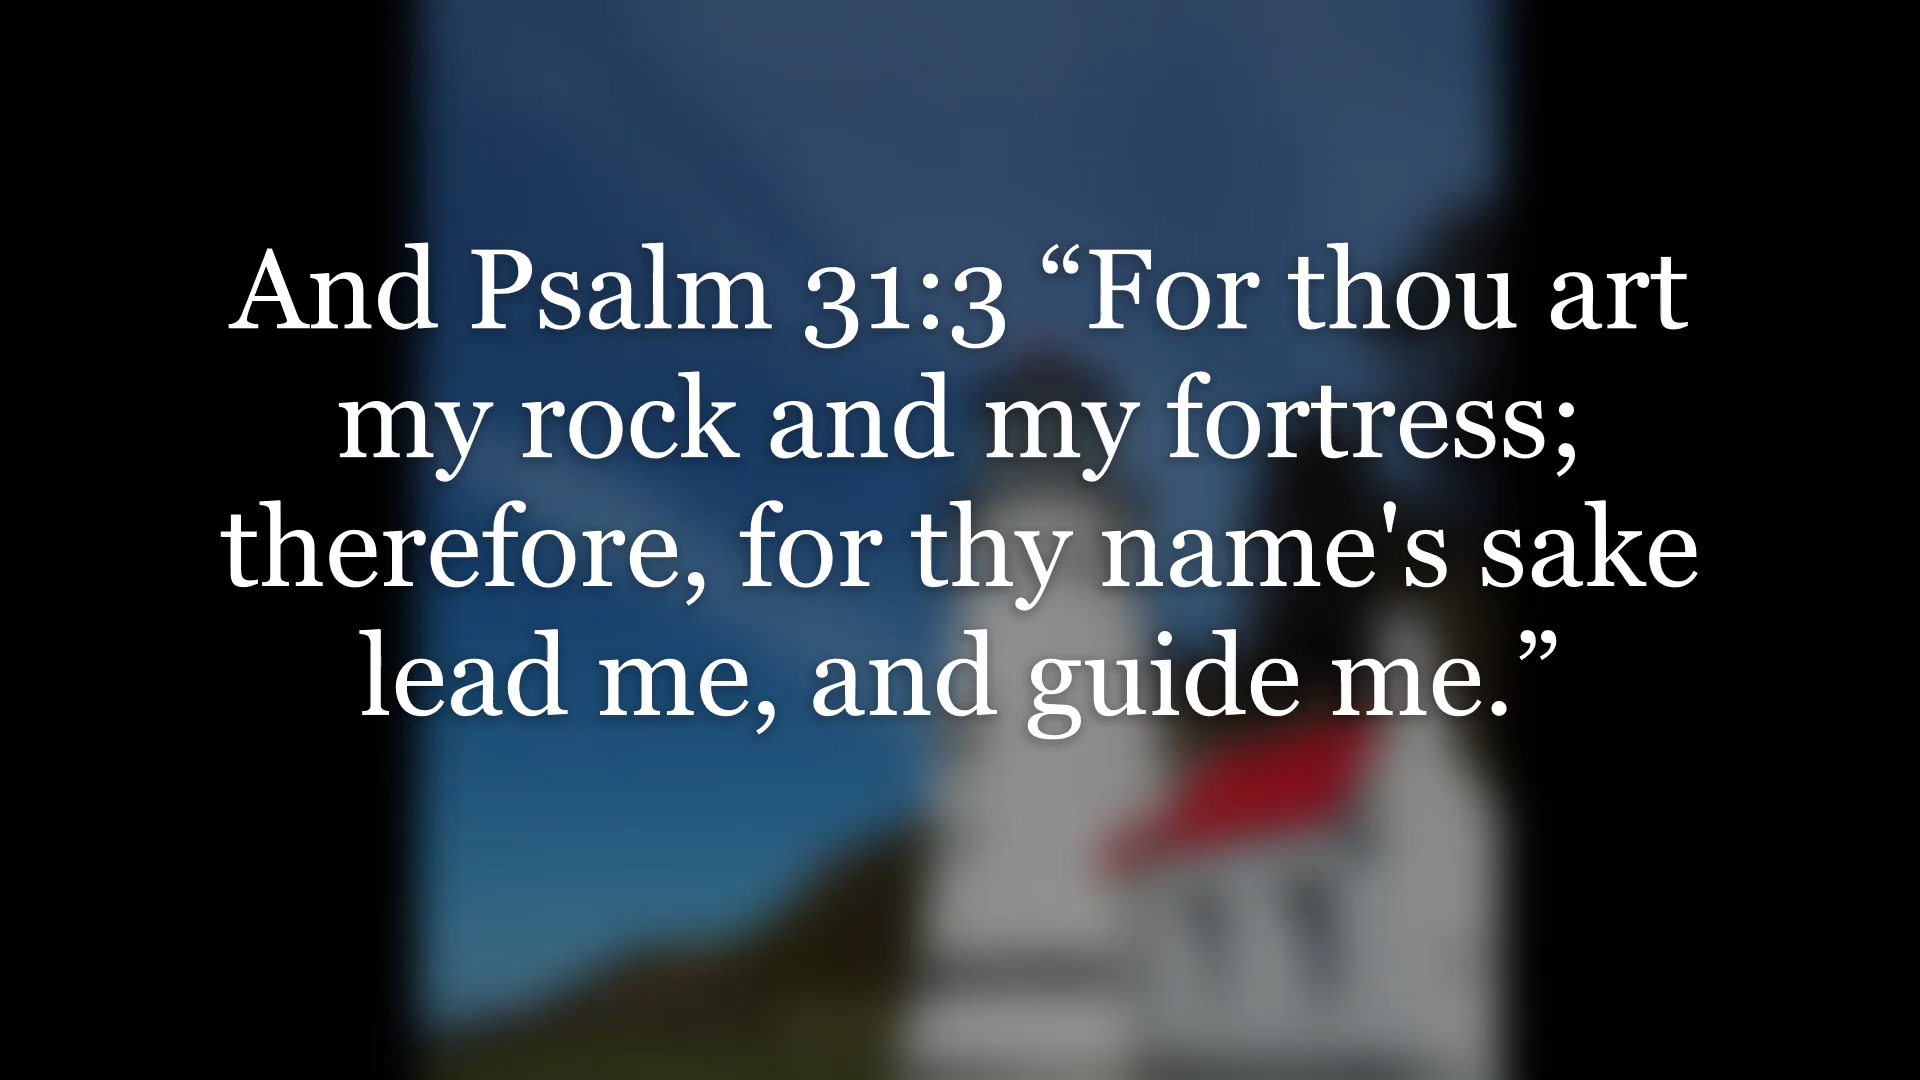 And Psalm 31:3 “For thou art
my rock and my fortress;
therefore, for thy name's sake
lead me, and guide me.”